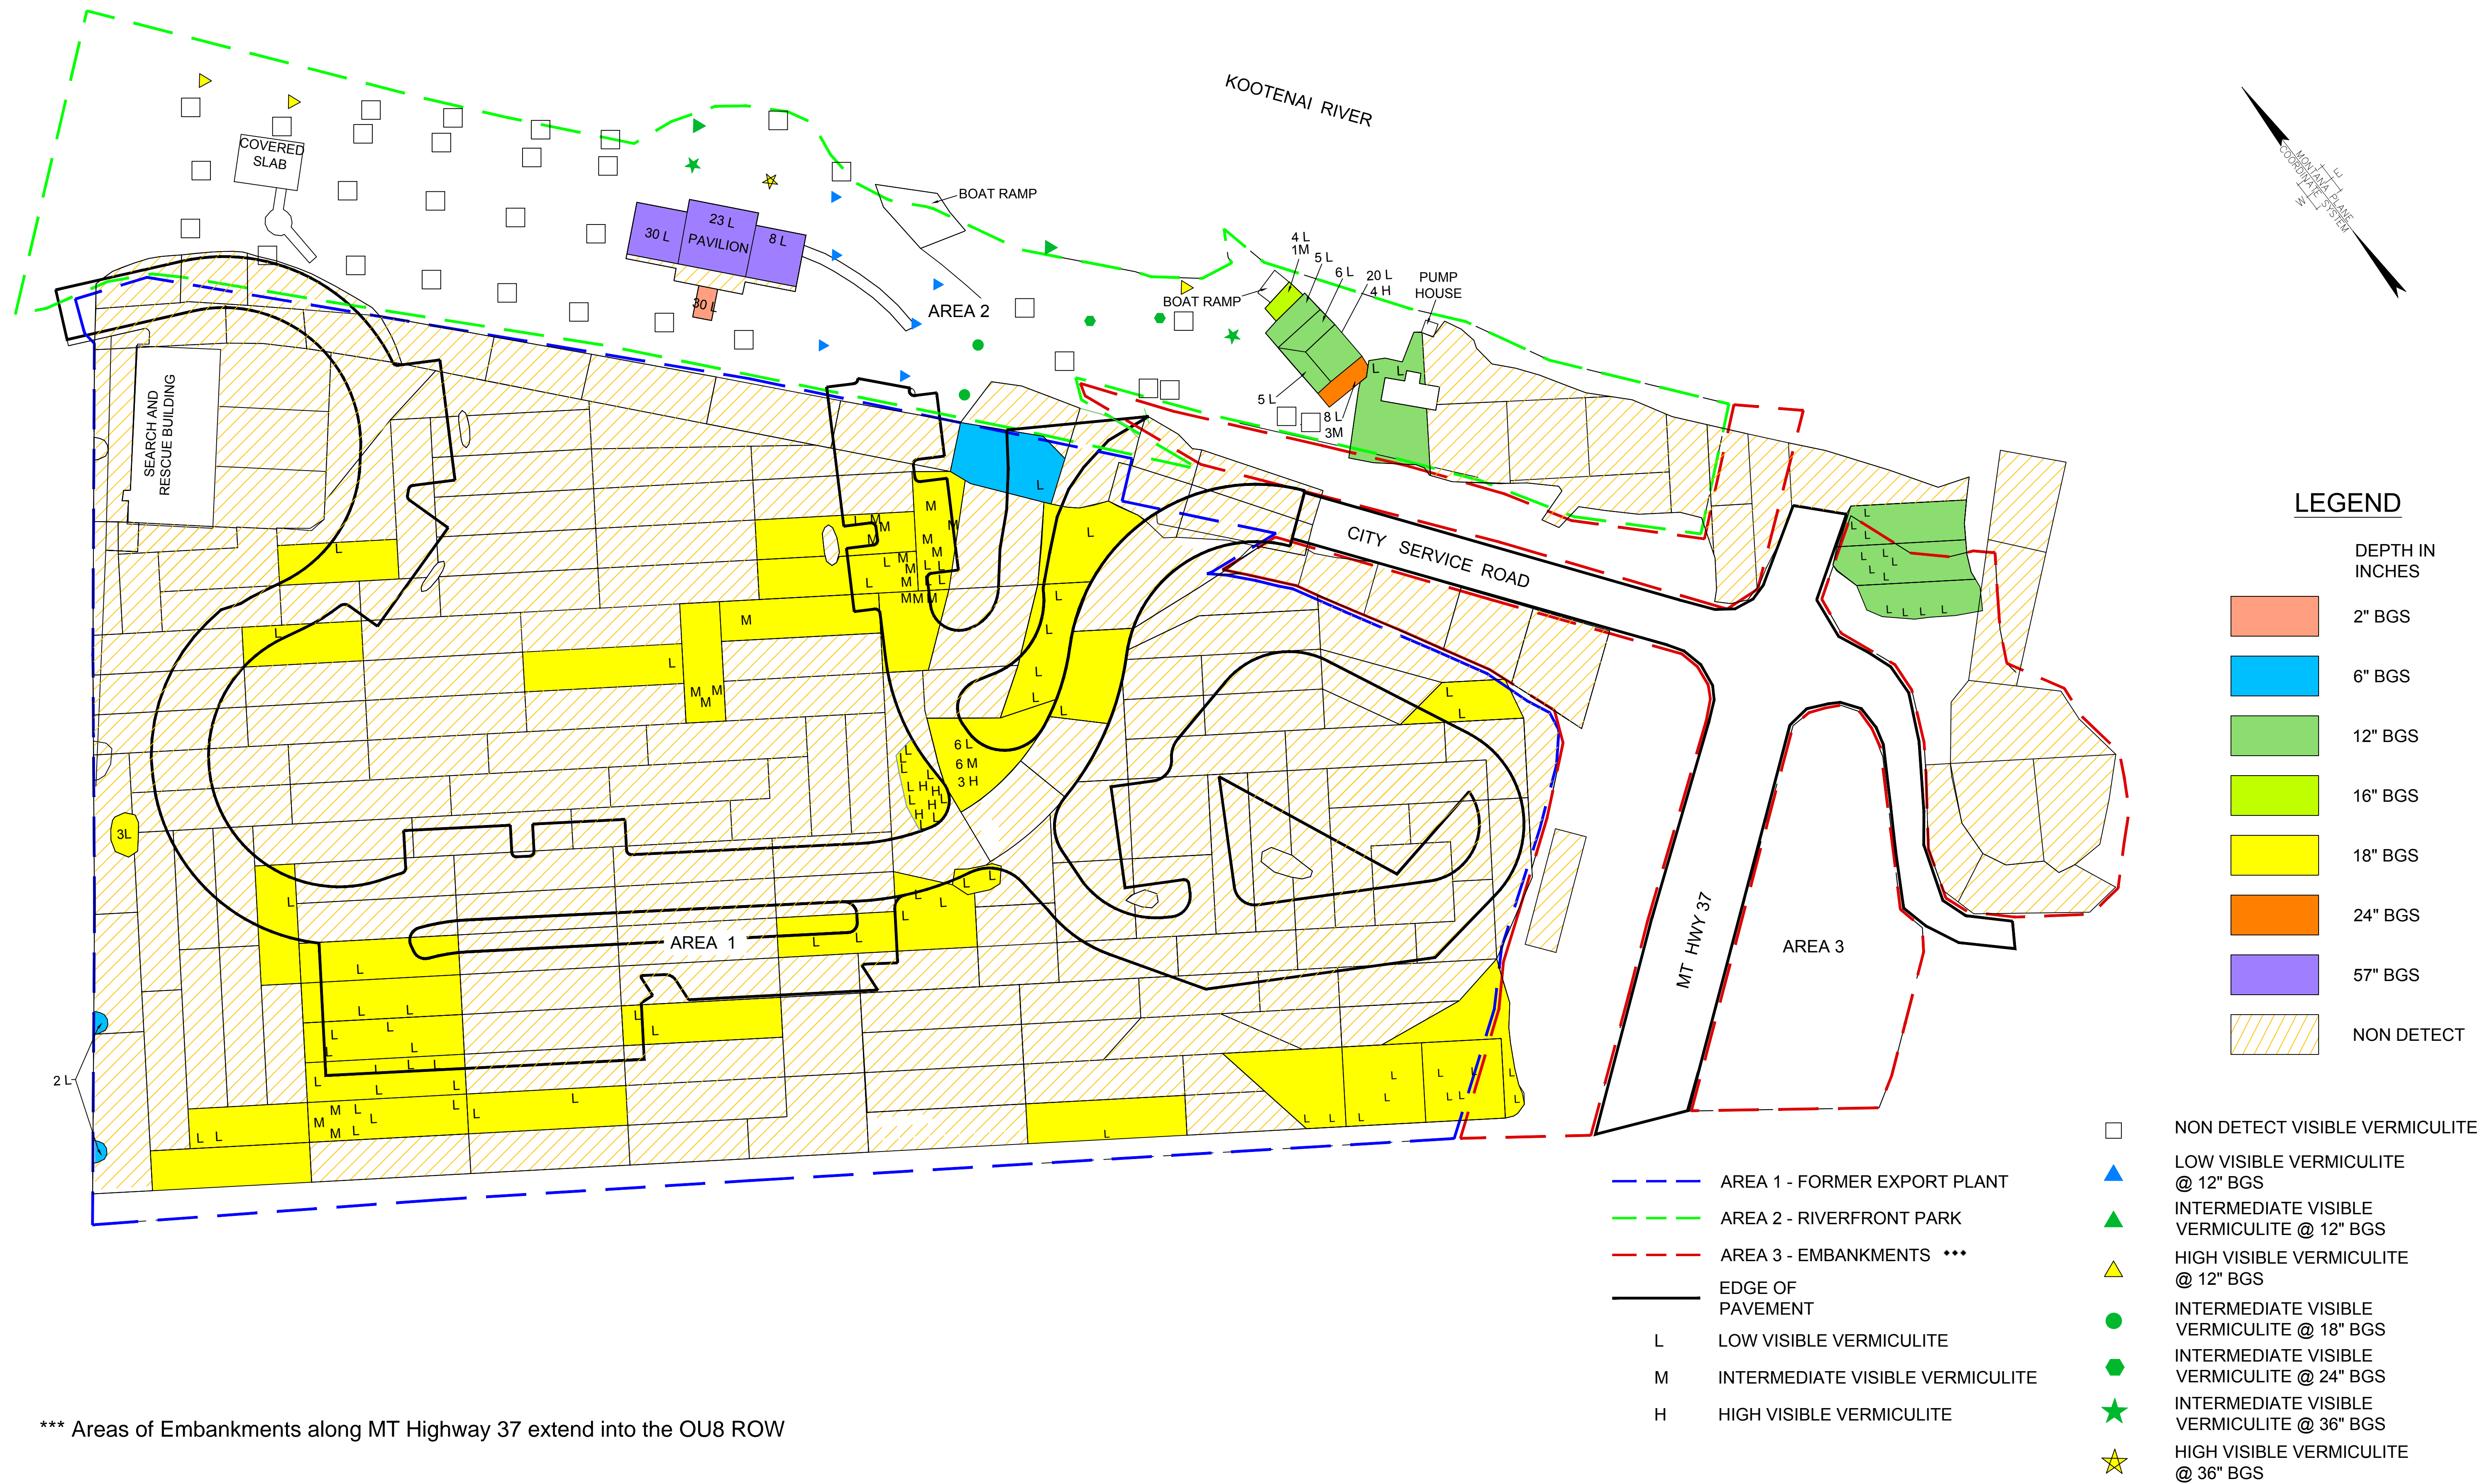 KOOTENAI RIVER
COVERED
SLAB
BOAT RAMP
23 L
30 L
PAVILION
8 L
30 L
AREA 2
BOAT RAMP
4 L
1M
5 L
6 L
20 L
4 H
PUMP
HOUSE
5 L
8 L
3M
L L
SEARCH AND
RESCUE BUILDING
CITY SERVICE ROAD
6 L
6 M
3 H
3L
AREA 1
2 L
MT HWY 37
AREA 3
MONTANA PLANE
COORDINATE SYSTEM
E
W
LEGEND
DEPTH IN
INCHES
2" BGS
6" BGS
12" BGS
16" BGS
18" BGS
24" BGS
57" BGS
NON DETECT
NON DETECT VISIBLE VERMICULITE
LOW VISIBLE VERMICULITE
@ 12" BGS
INTERMEDIATE VISIBLE
VERMICULITE @ 12" BGS
HIGH VISIBLE VERMICULITE
@ 12" BGS
INTERMEDIATE VISIBLE
VERMICULITE @ 18" BGS
INTERMEDIATE VISIBLE
VERMICULITE @ 24" BGS
INTERMEDIATE VISIBLE
VERMICULITE @ 36" BGS
HIGH VISIBLE VERMICULITE
@ 36" BGS
AREA 1 - FORMER EXPORT PLANT
AREA 2 - RIVERFRONT PARK
AREA 3 - EMBANKMENTS
EDGE OF
PAVEMENT
L LOW VISIBLE VERMICULITE
M INTERMEDIATE VISIBLE VERMICULITE
H HIGH VISIBLE VERMICULITE
*** Areas of Embankments along MT Highway 37 extend into the OU8 ROW